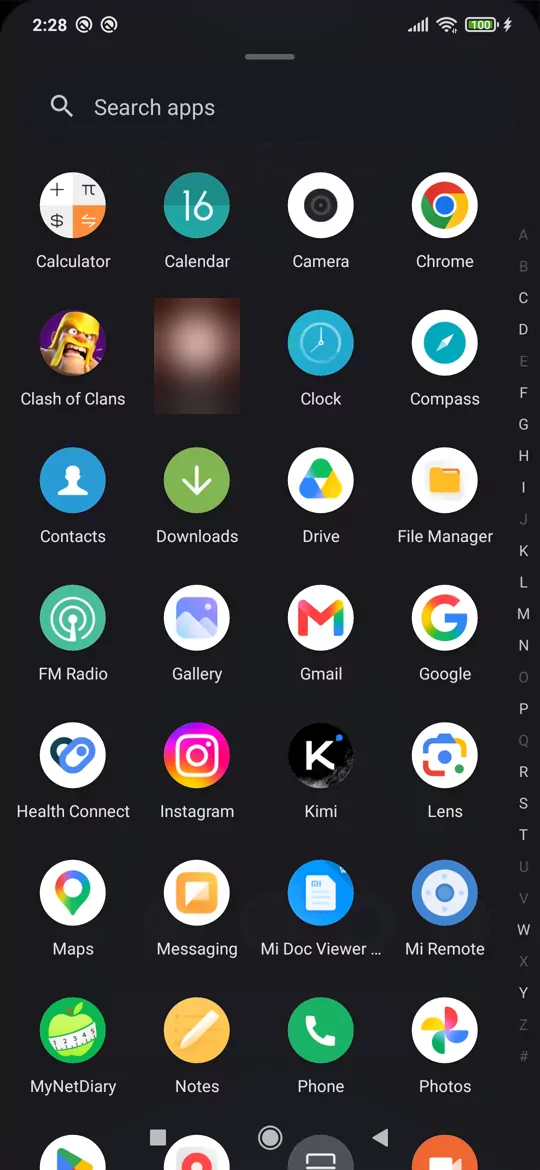 2:28
100
Search apps
16
Calculator Calendar Camera Chrome
Clash of Clans Clock Compass
Contacts Downloads Drive File Manager
FM Radio Gallery Gmail Google
Health Connect Instagram Kimi Lens
Maps Messaging Mi Doc Viewer ... Mi Remote
MyNetDiary Notes Phone Photos
A
B
C
D
E
F
G
H
I
J
K
L
M
N
O
P
Q
R
S
T
U
V
W
X
Y
Z
#